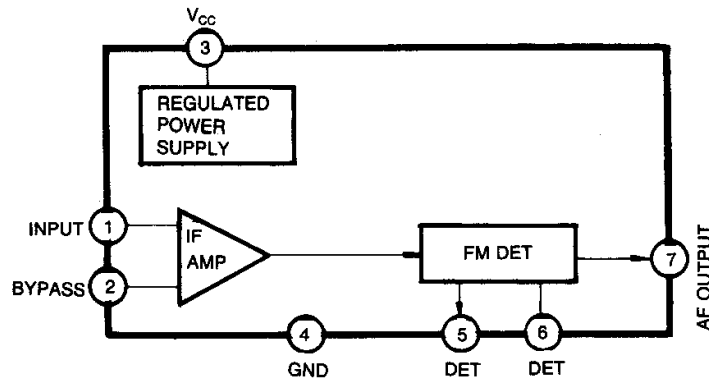 VCC
3
REGULATED
POWER
SUPPLY
INPUT
1
IF
AMP
FM DET
7
AF OUTPUT
BYPASS
2
4
5
6
GND
DET
DET